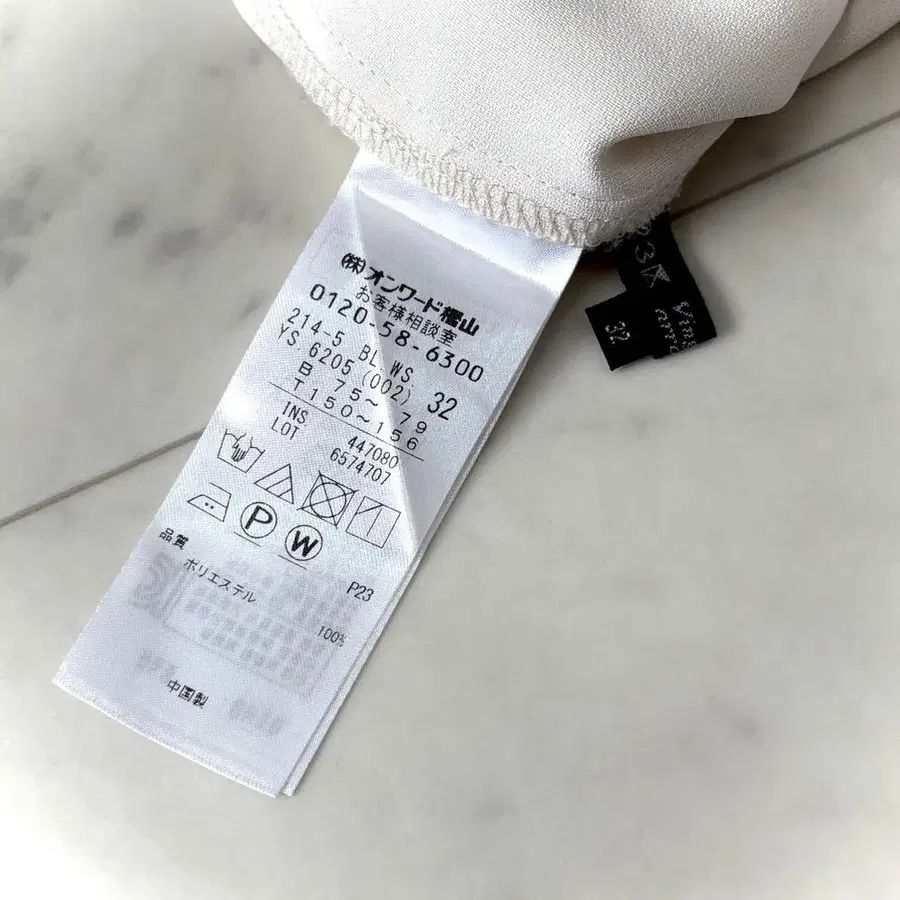 (株)オンワード樫山
お客様相談室
0120-58-6300
214-5 BL.WS.
YS 6205(002) 32
B 75～ 79
T150～156
INS 447080
LOT 6574707
P W
品質 P23
ポリエステル
100%
中国製
32